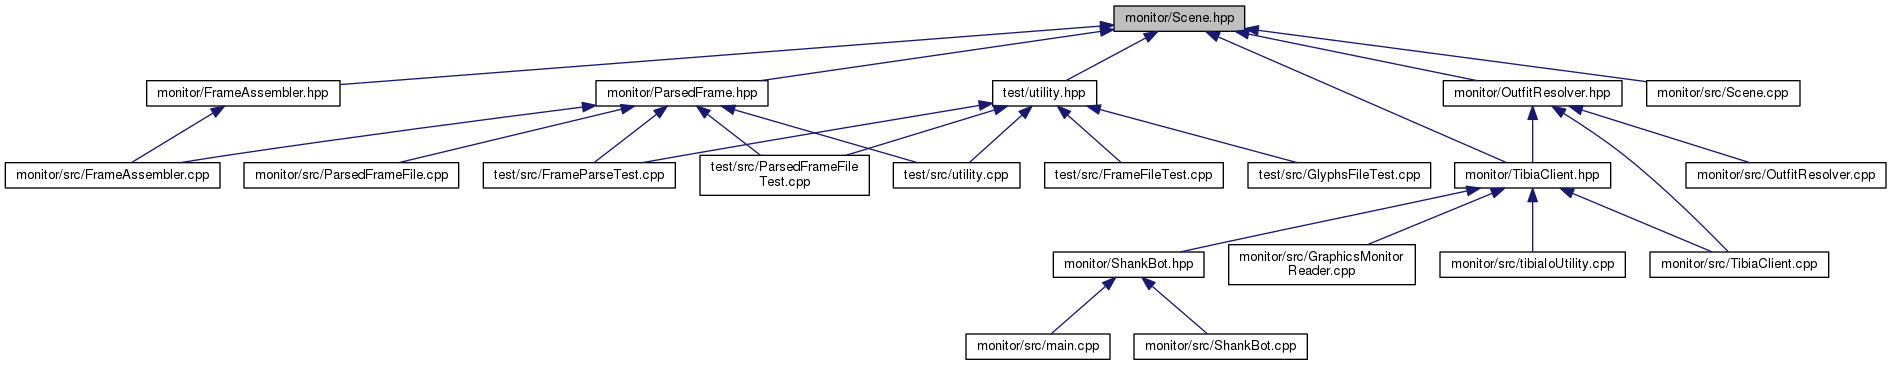 monitor/Scene.hpp
monitor/FrameAssembler.hpp
monitor/ParsedFrame.hpp
test/utility.hpp
monitor/OutfitResolver.hpp
monitor/src/Scene.cpp
monitor/src/FrameAssembler.cpp
monitor/src/ParsedFrameFile.cpp
test/src/FrameParseTest.cpp
test/src/ParsedFrameFile
Test.cpp
test/src/utility.cpp
test/src/FrameFileTest.cpp
test/src/GlyphsFileTest.cpp
monitor/TibiaClient.hpp
monitor/src/OutfitResolver.cpp
monitor/ShankBot.hpp
monitor/src/GraphicsMonitor
Reader.cpp
monitor/src/tibiaIoUtility.cpp
monitor/src/TibiaClient.cpp
monitor/src/main.cpp
monitor/src/ShankBot.cpp